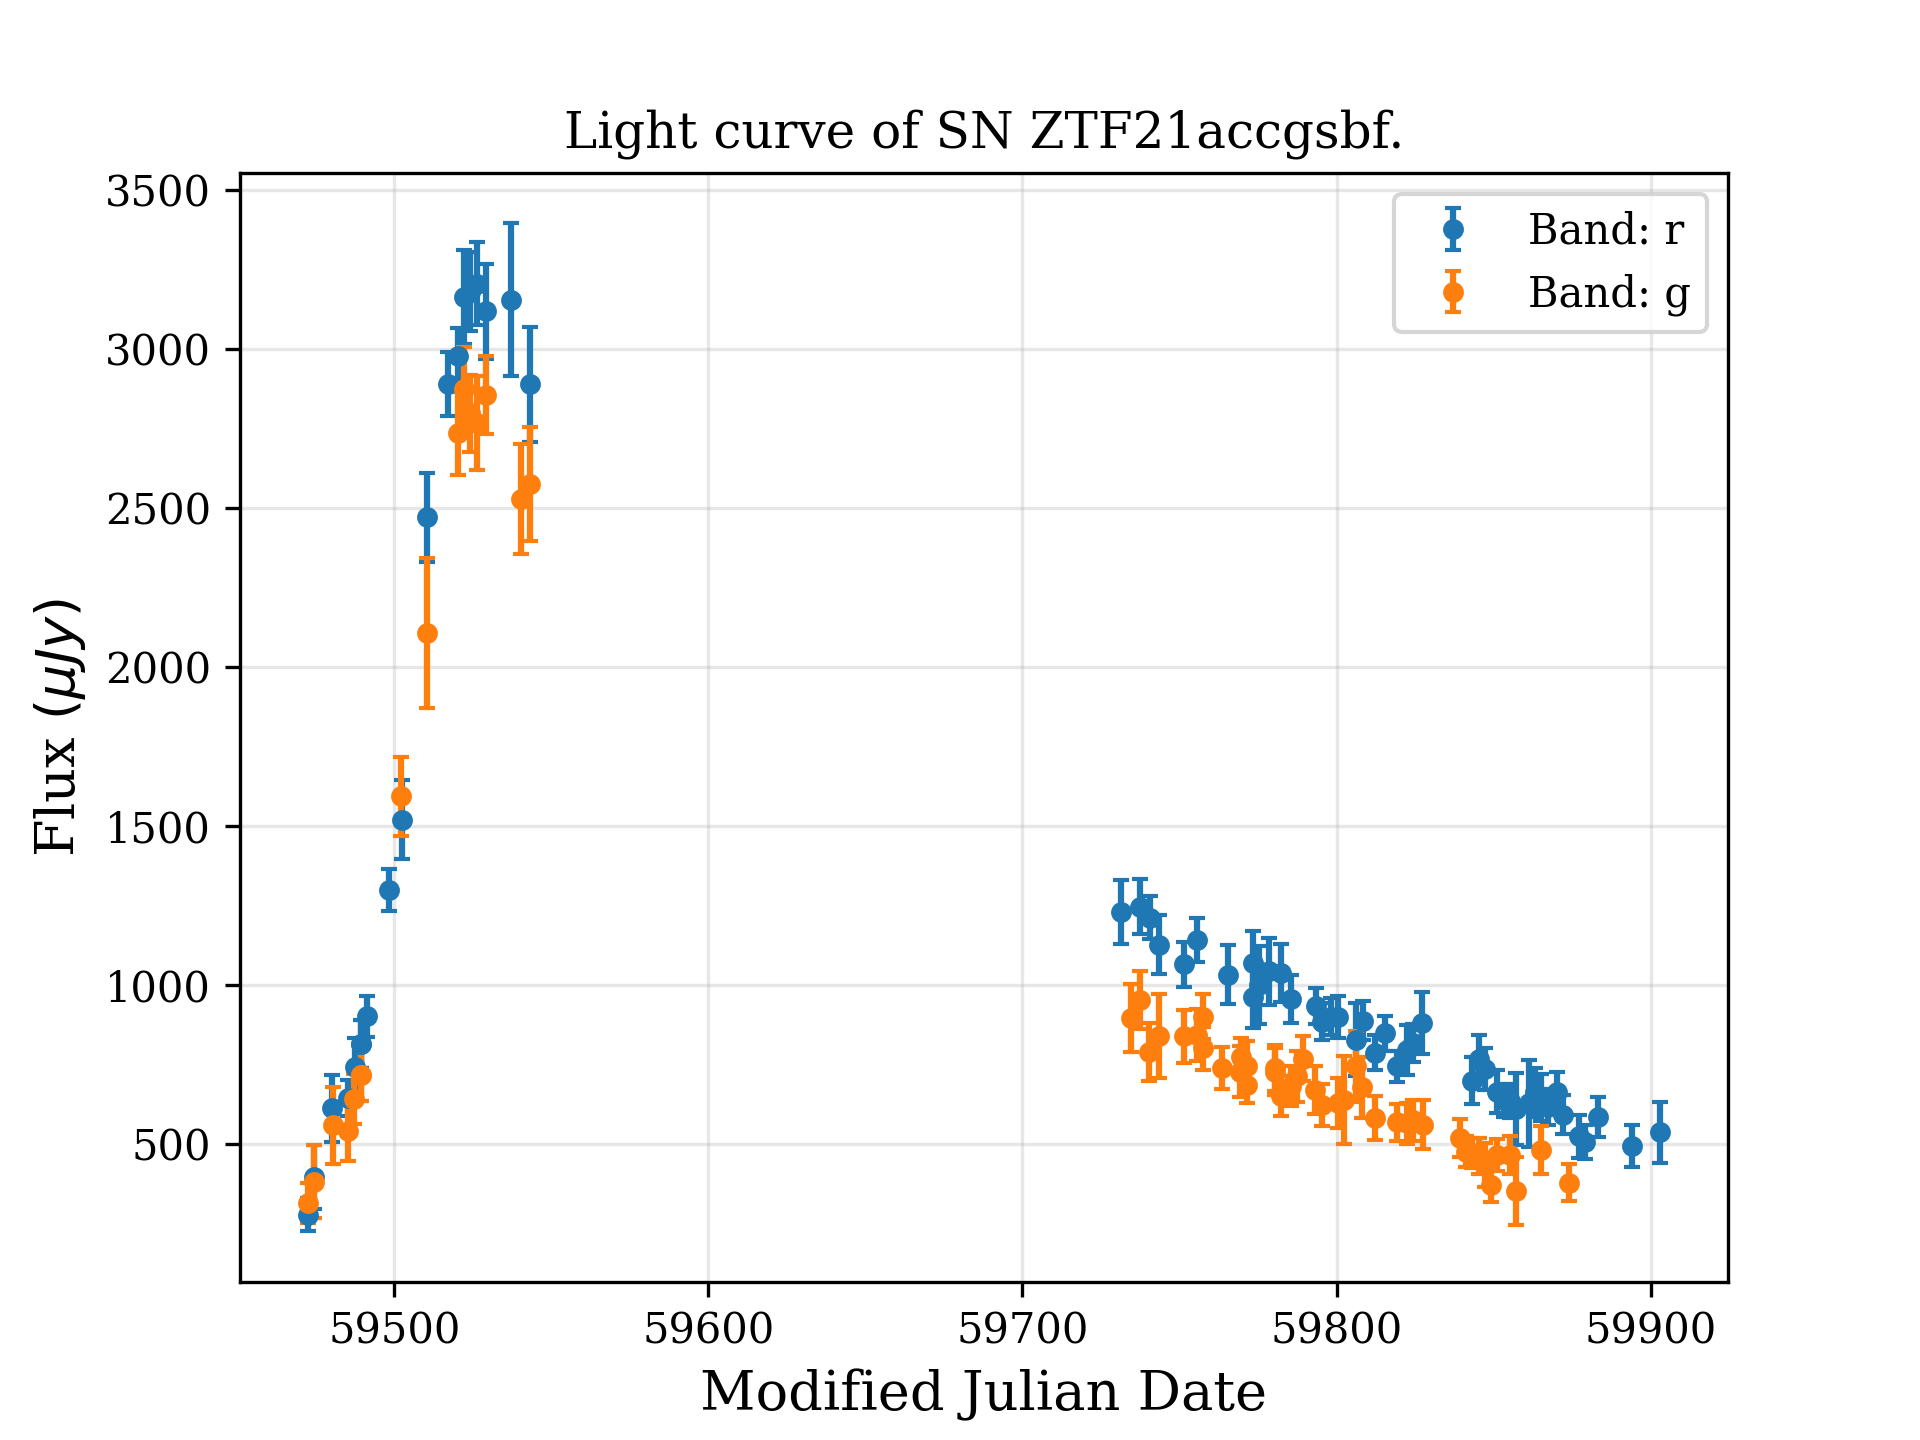 Light curve of SN ZTF21accgsbf.
Band: r
Band: g
3500
3000
2500
2000
1500
1000
500
Flux (μJy)
59500 59600 59700 59800 59900
Modified Julian Date